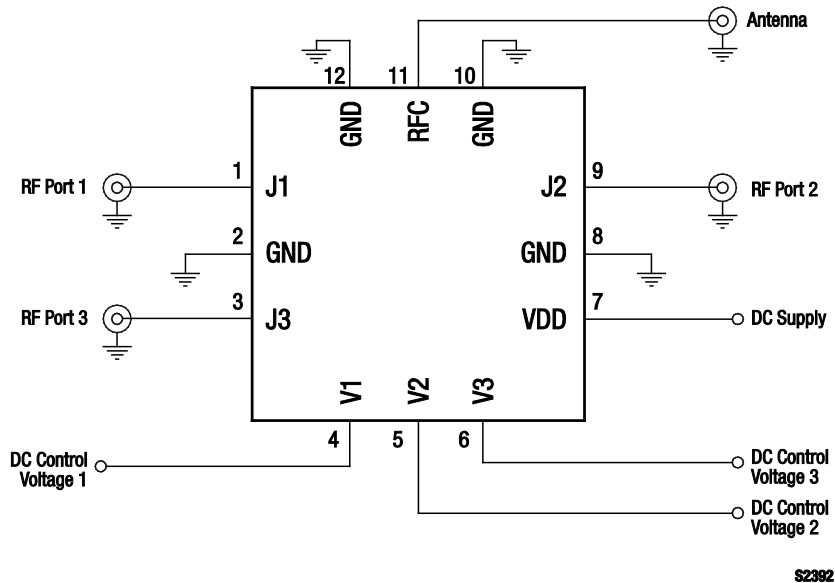 Antenna
12 11 10
GND RFC GND
RF Port 1
1
J1
J2
9
RF Port 2
2
GND
GND
8
RF Port 3
3
J3
VDD
7
DC Supply
V1 V2 V3
4 5 6
DC Control
Voltage 1
DC Control
Voltage 3
DC Control
Voltage 2
S2392